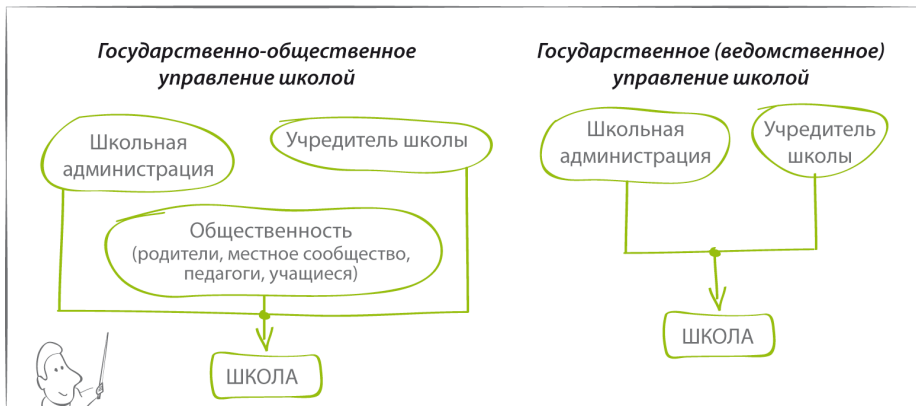 Государственно-общественное
управление школой
Школьная
администрация
Учредитель школы
Общественность
(родители, местное сообщество,
педагоги, учащиеся)
ШКОЛА
Государственное (ведомственное)
управление школой
Школьная
администрация
Учредитель
школы
ШКОЛА